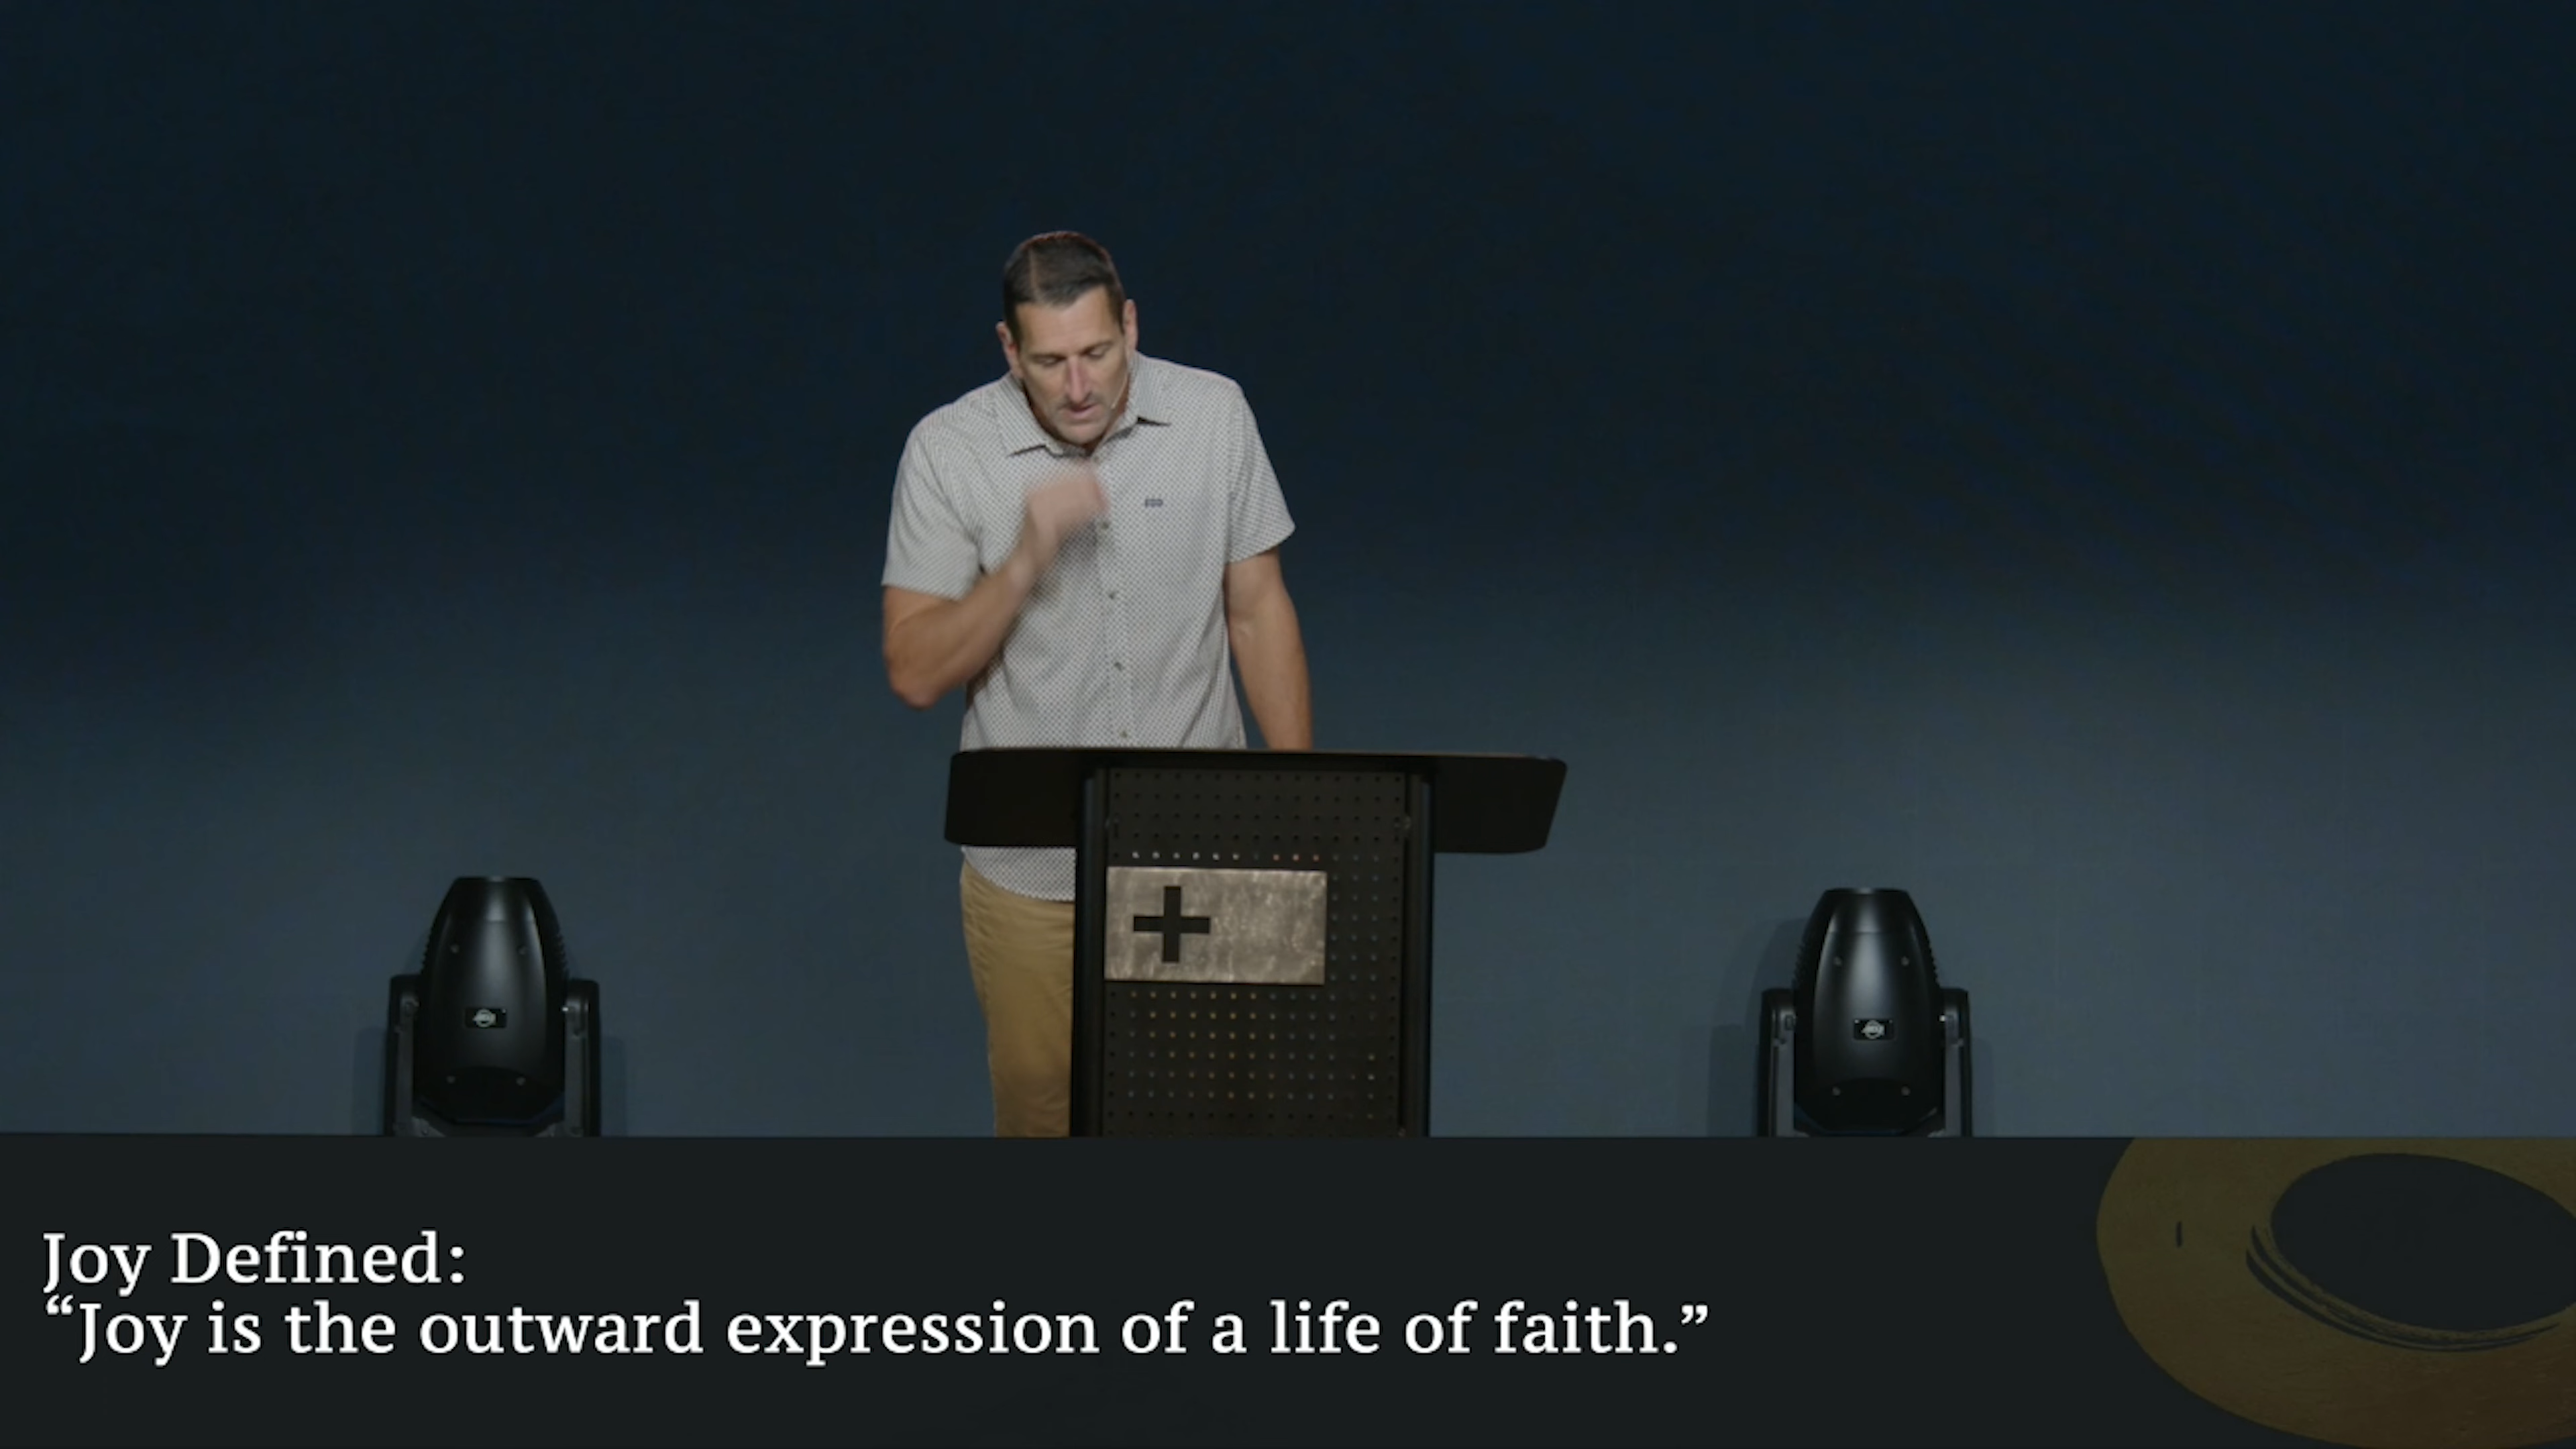 Joy Defined:
“Joy is the outward expression of a life of faith.”